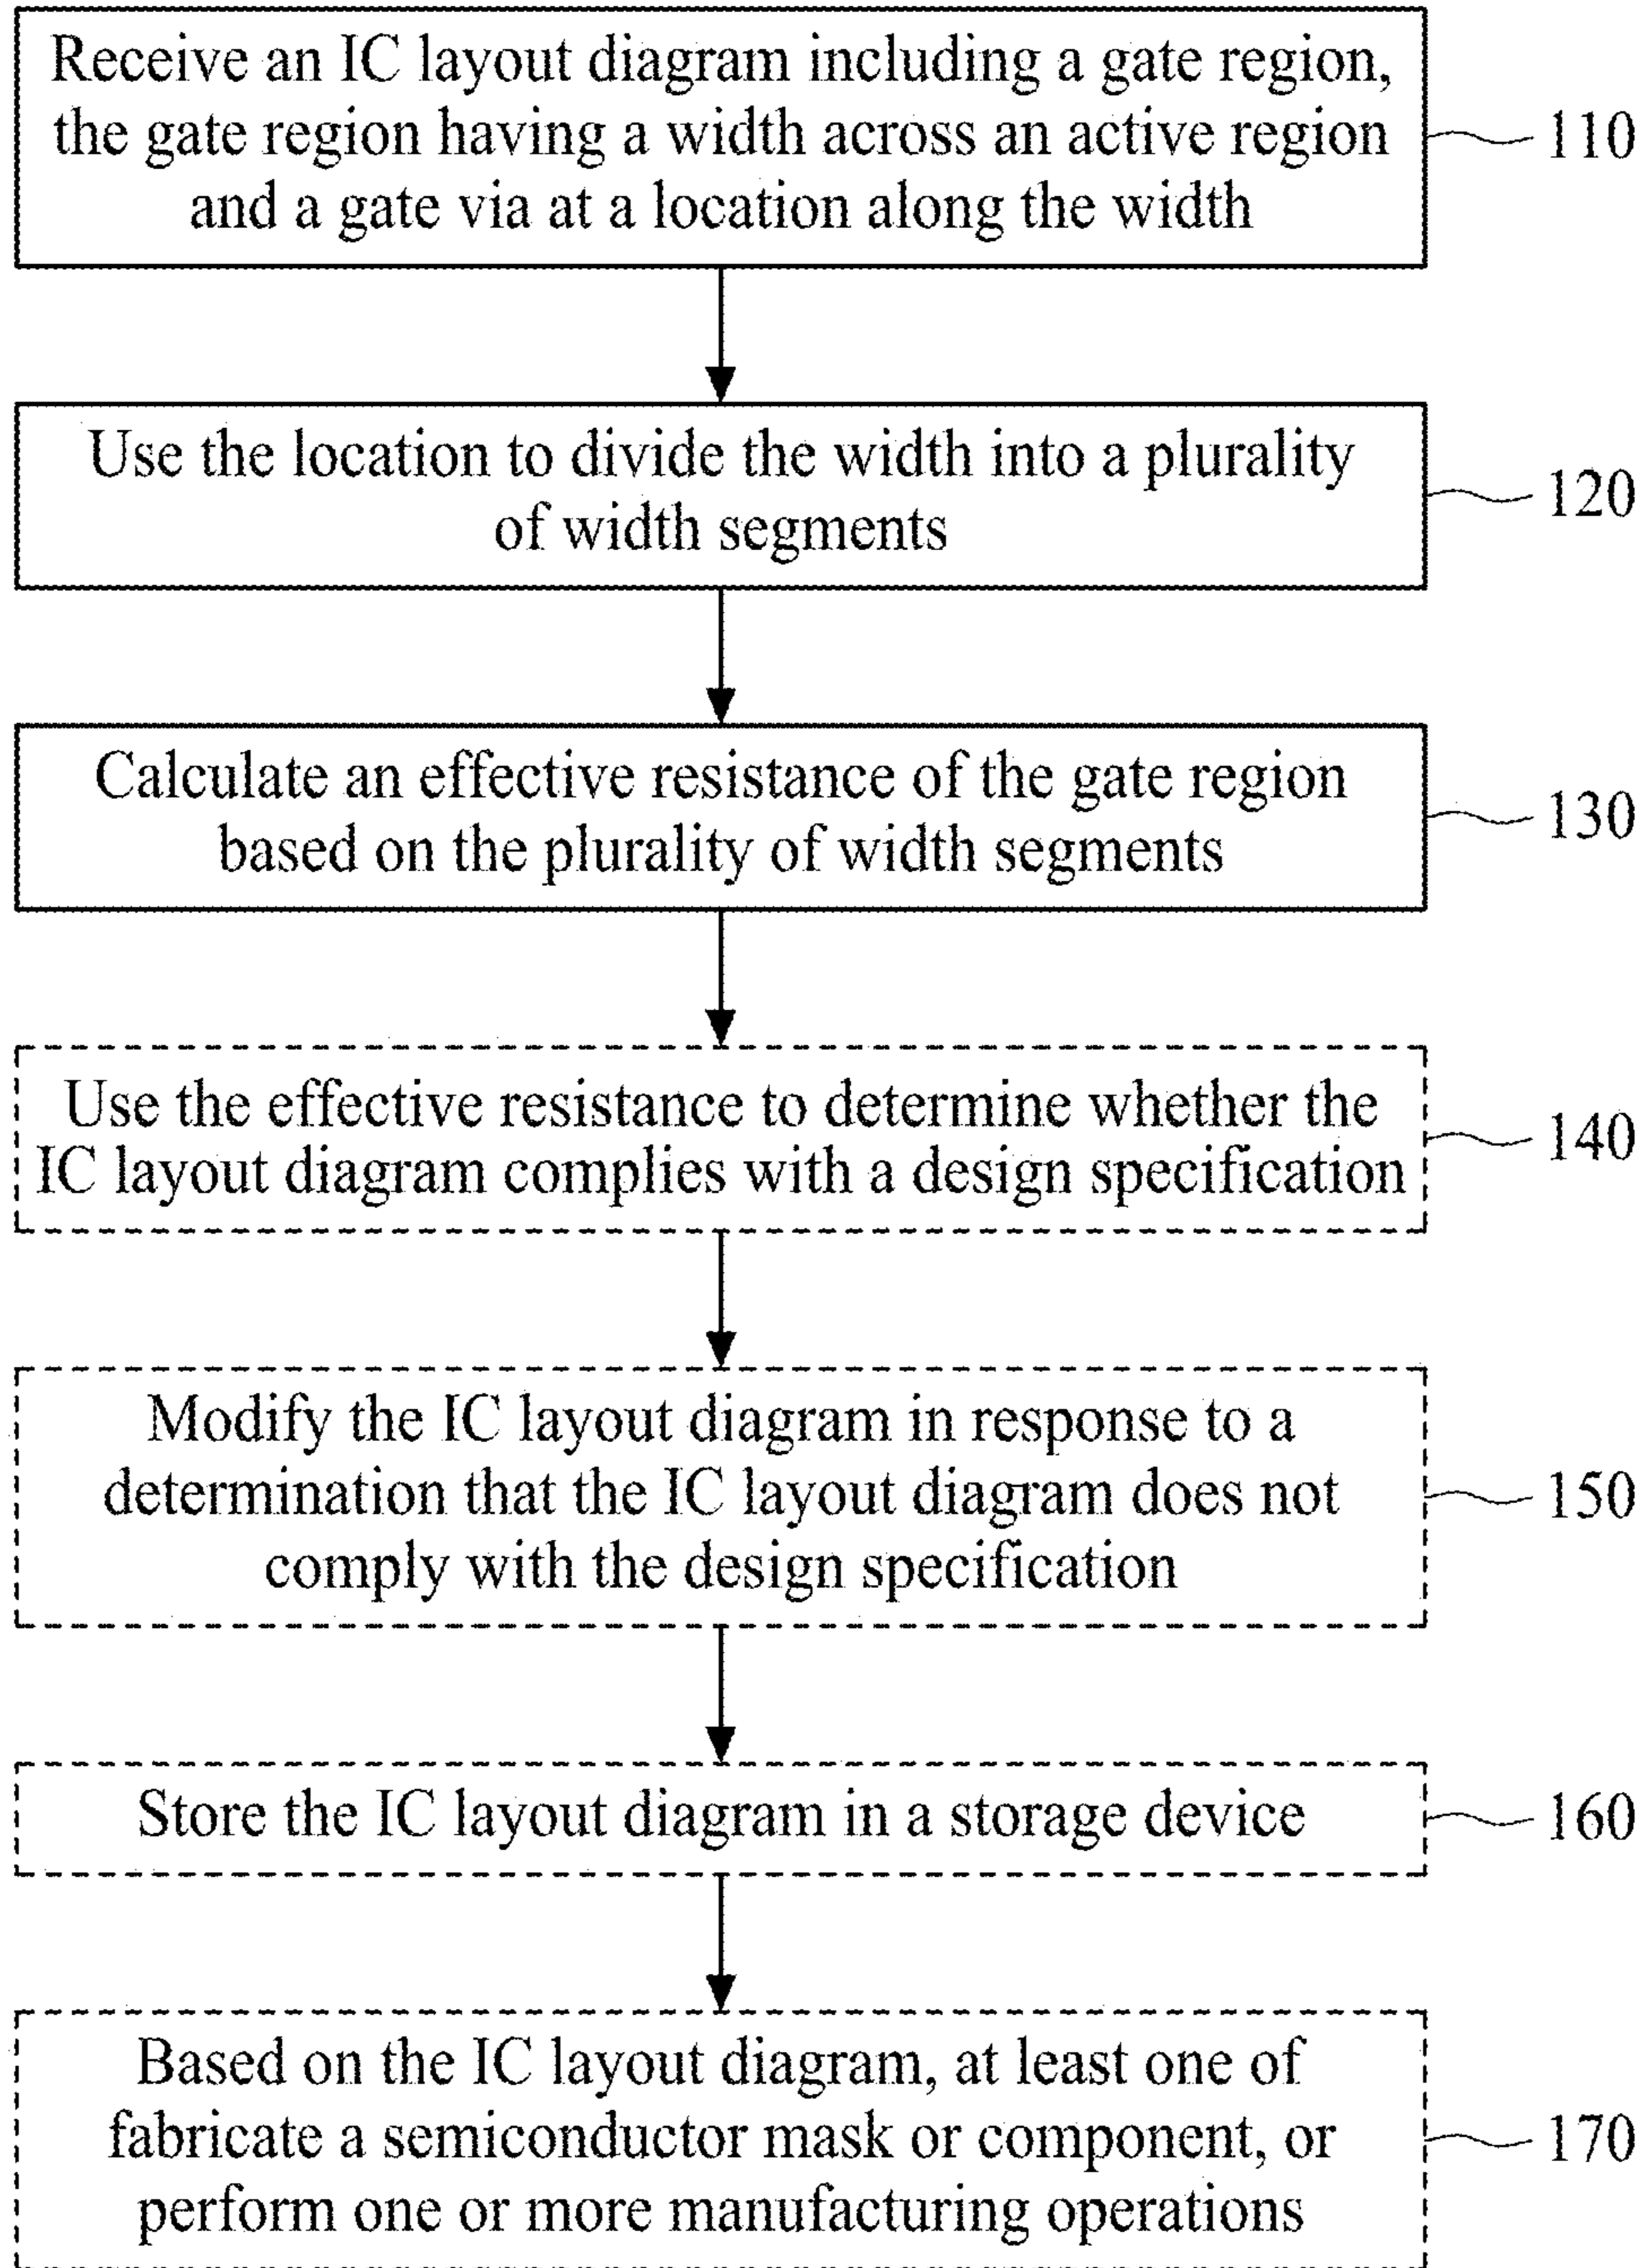 Receive an IC layout diagram including a gate region,
the gate region having a width across an active region
and a gate via at a location along the width
110
Use the location to divide the width into a plurality
of width segments
120
Calculate an effective resistance of the gate region
based on the plurality of width segments
130
Use the effective resistance to determine whether the
IC layout diagram complies with a design specification
140
Modify the IC layout diagram in response to a
determination that the IC layout diagram does not
comply with the design specification
150
Store the IC layout diagram in a storage device
160
Based on the IC layout diagram, at least one of
fabricate a semiconductor mask or component, or
perform one or more manufacturing operations
170